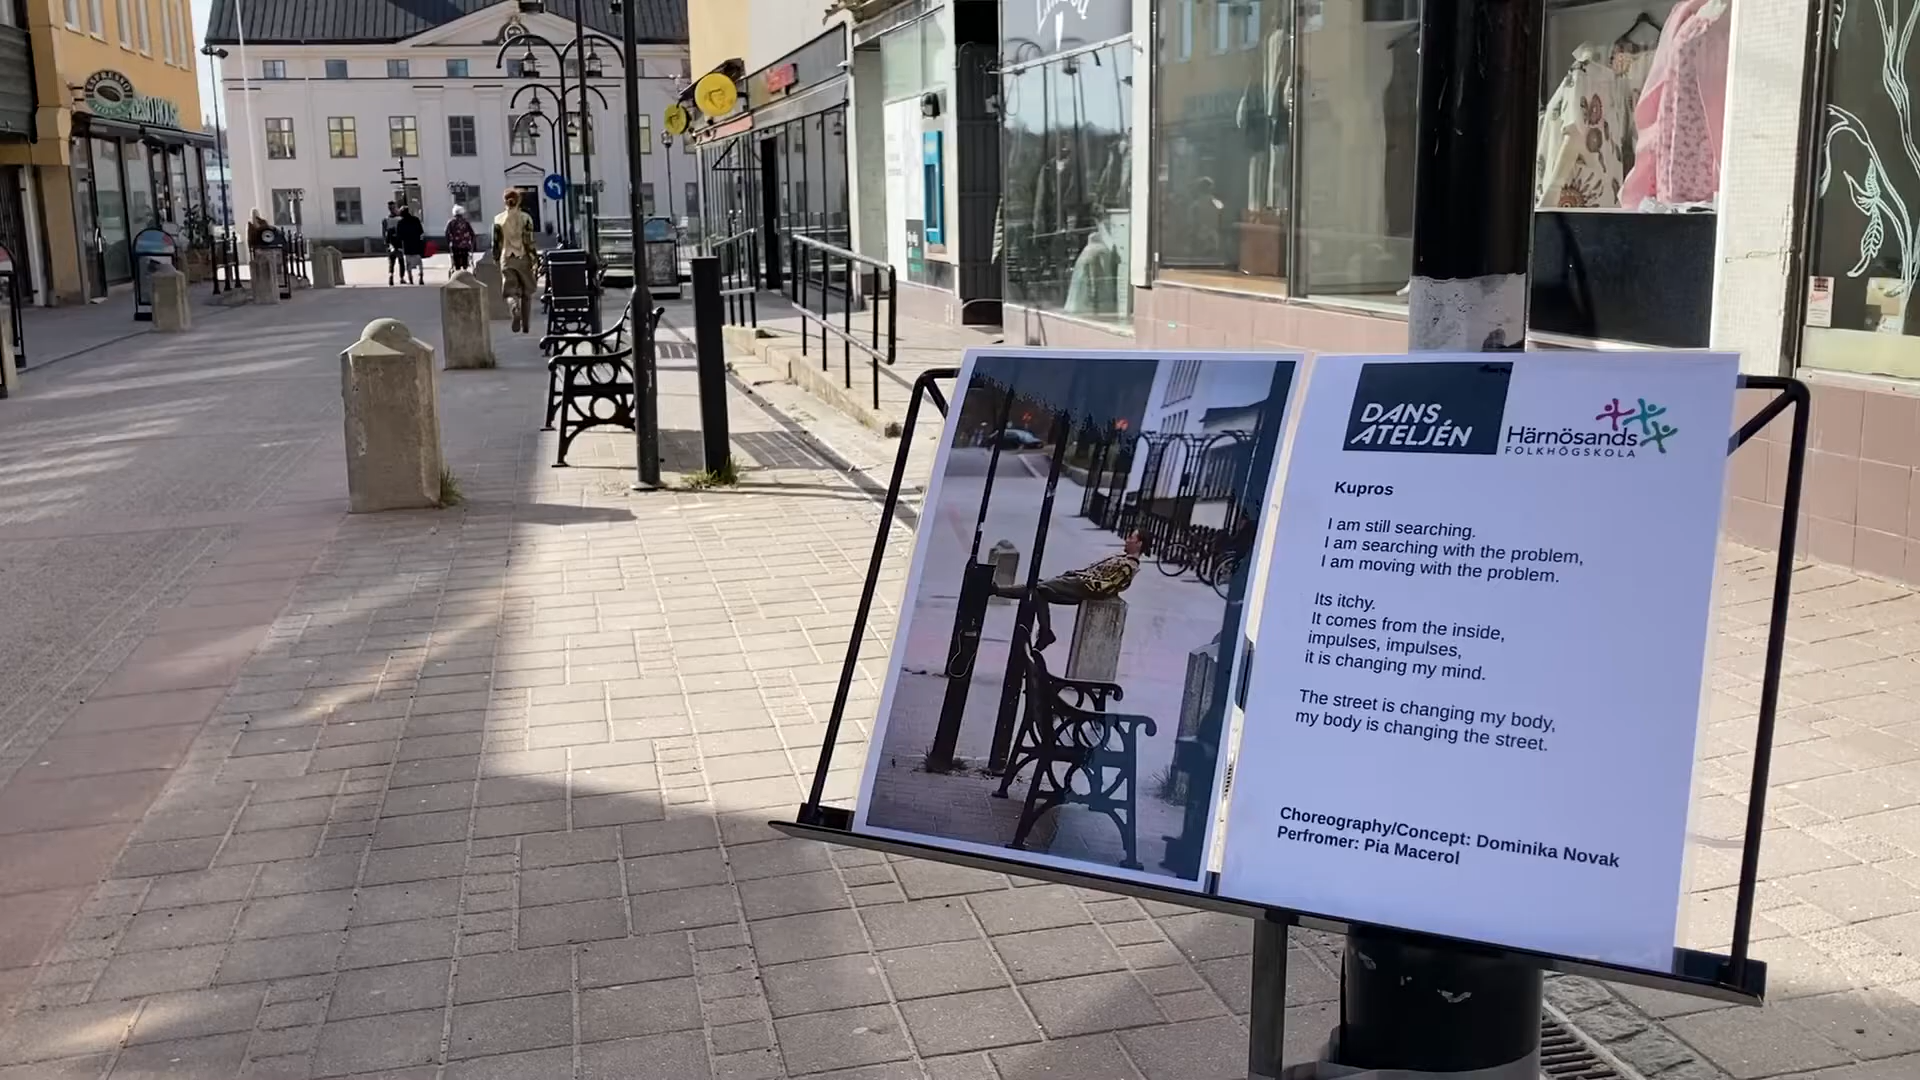 ESPRESSO HOUSE
DANS
ATELJÉN
Härnösands
FOLKHÖGSKOLA
Kupros
I am still searching.
I am searching with the problem,
I am moving with the problem.
Its itchy.
It comes from the inside,
impulses, impulses,
it is changing my mind.
The street is changing my body,
my body is changing the street.
Choreography/Concept: Dominika Novak
Perfromer: Pia Macerol